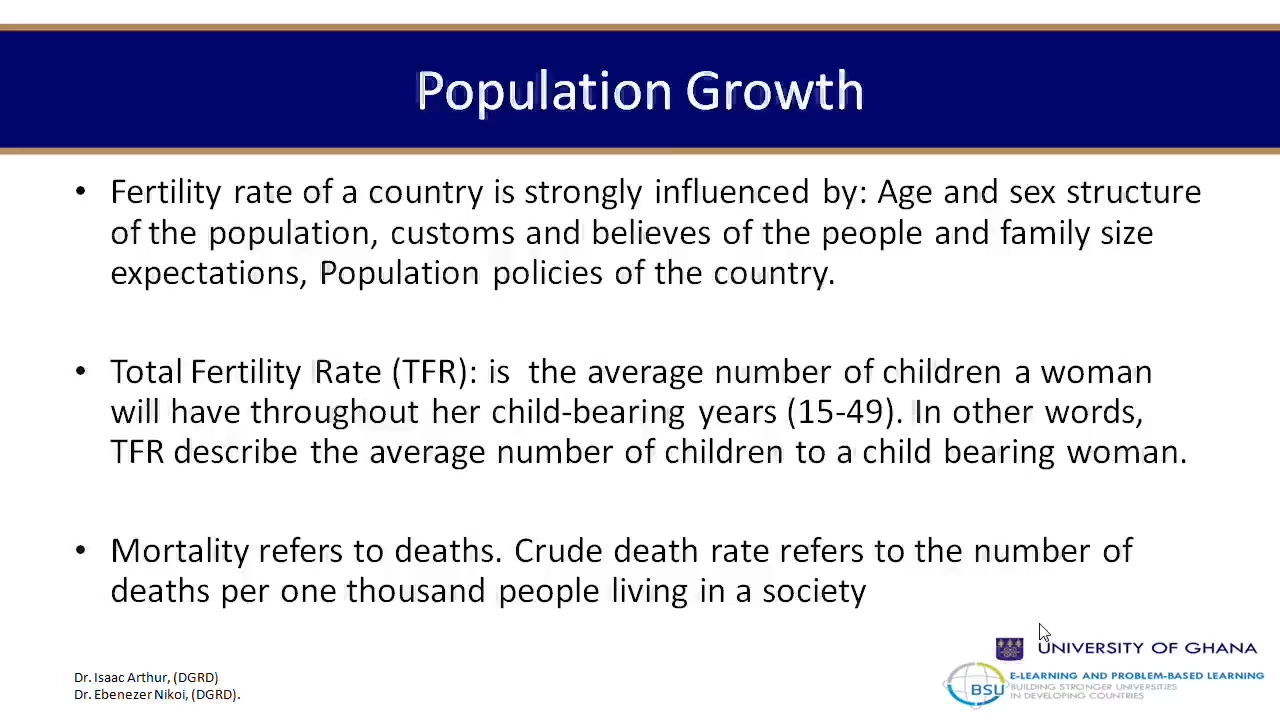 Population Growth
• Fertility rate of a country is strongly influenced by: Age and sex structure
of the population, customs and believes of the people and family size
expectations, Population policies of the country.
• Total Fertility Rate (TFR): is the average number of children a woman
will have throughout her child-bearing years (15-49). In other words,
TFR describe the average number of children to a child bearing woman.
• Mortality refers to deaths. Crude death rate refers to the number of
deaths per one thousand people living in a society
UNIVERSITY OF GHANA
Dr. Isaac Arthur, (DGRD)
Dr. Ebenezer Nikoi, (DGRD).
BSU
E-LEARNING AND PROBLEM-BASED LEARNING
BUILDING STRONGER UNIVERSITIES
IN DEVELOPING COUNTRIES